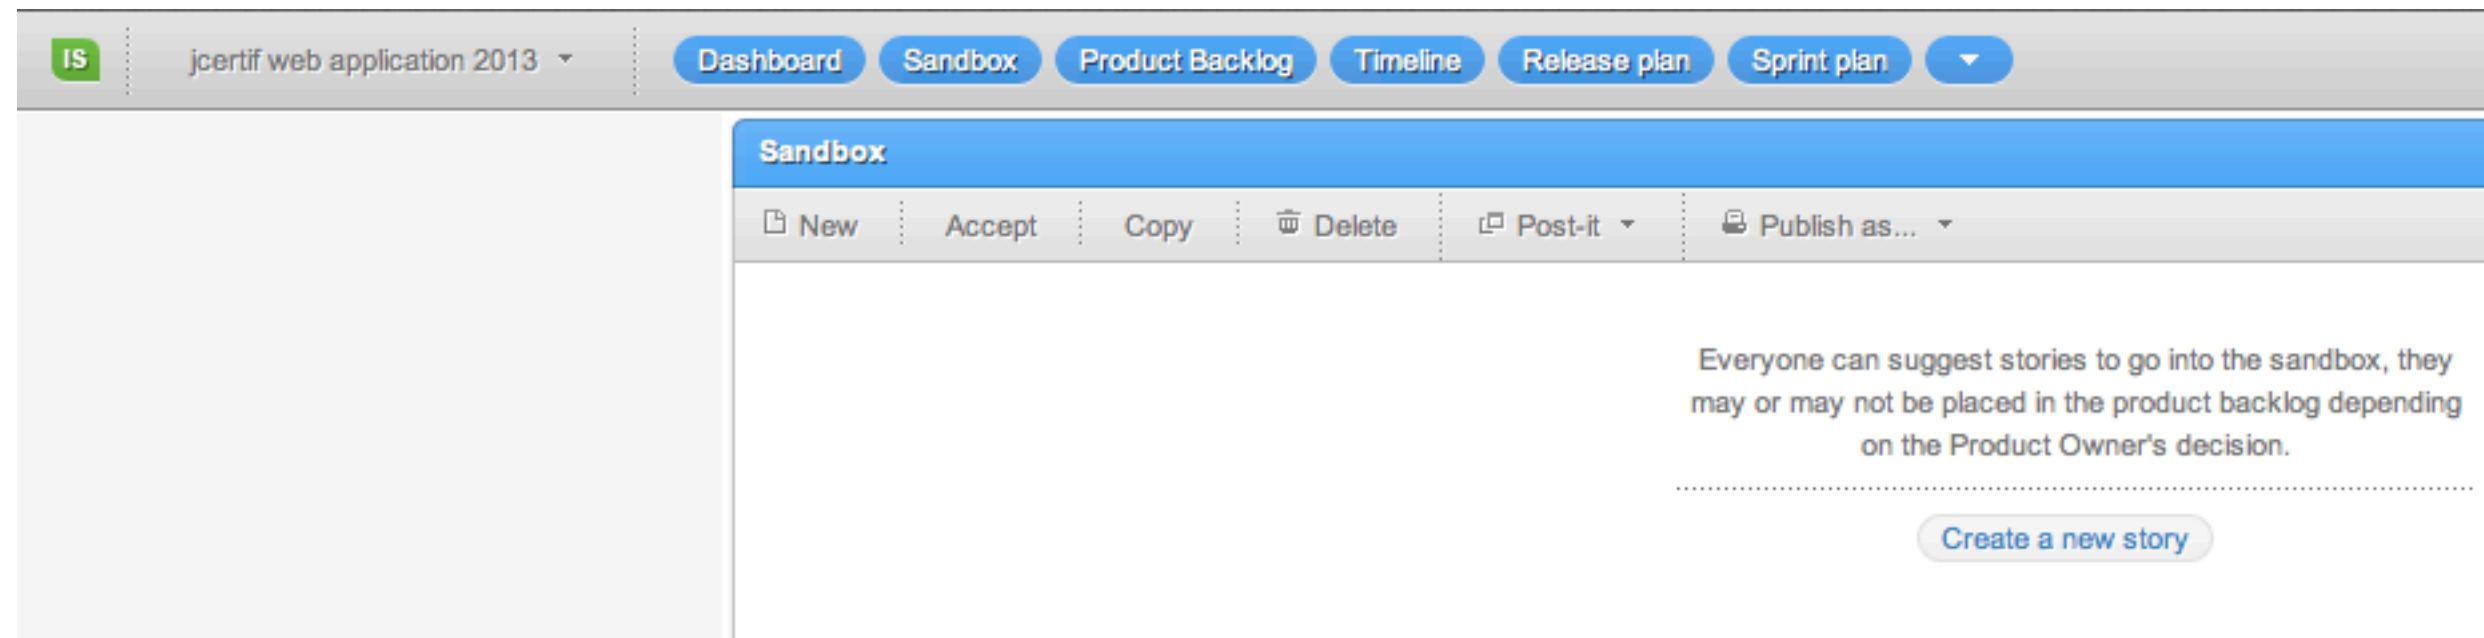 IS jcertif web application 2013 Dashboard Sandbox Product Backlog Timeline Release plan Sprint plan
Sandbox
New Accept Copy Delete Post-it Publish as...
Everyone can suggest stories to go into the sandbox, they
may or may not be placed in the product backlog depending
on the Product Owner's decision.
Create a new story